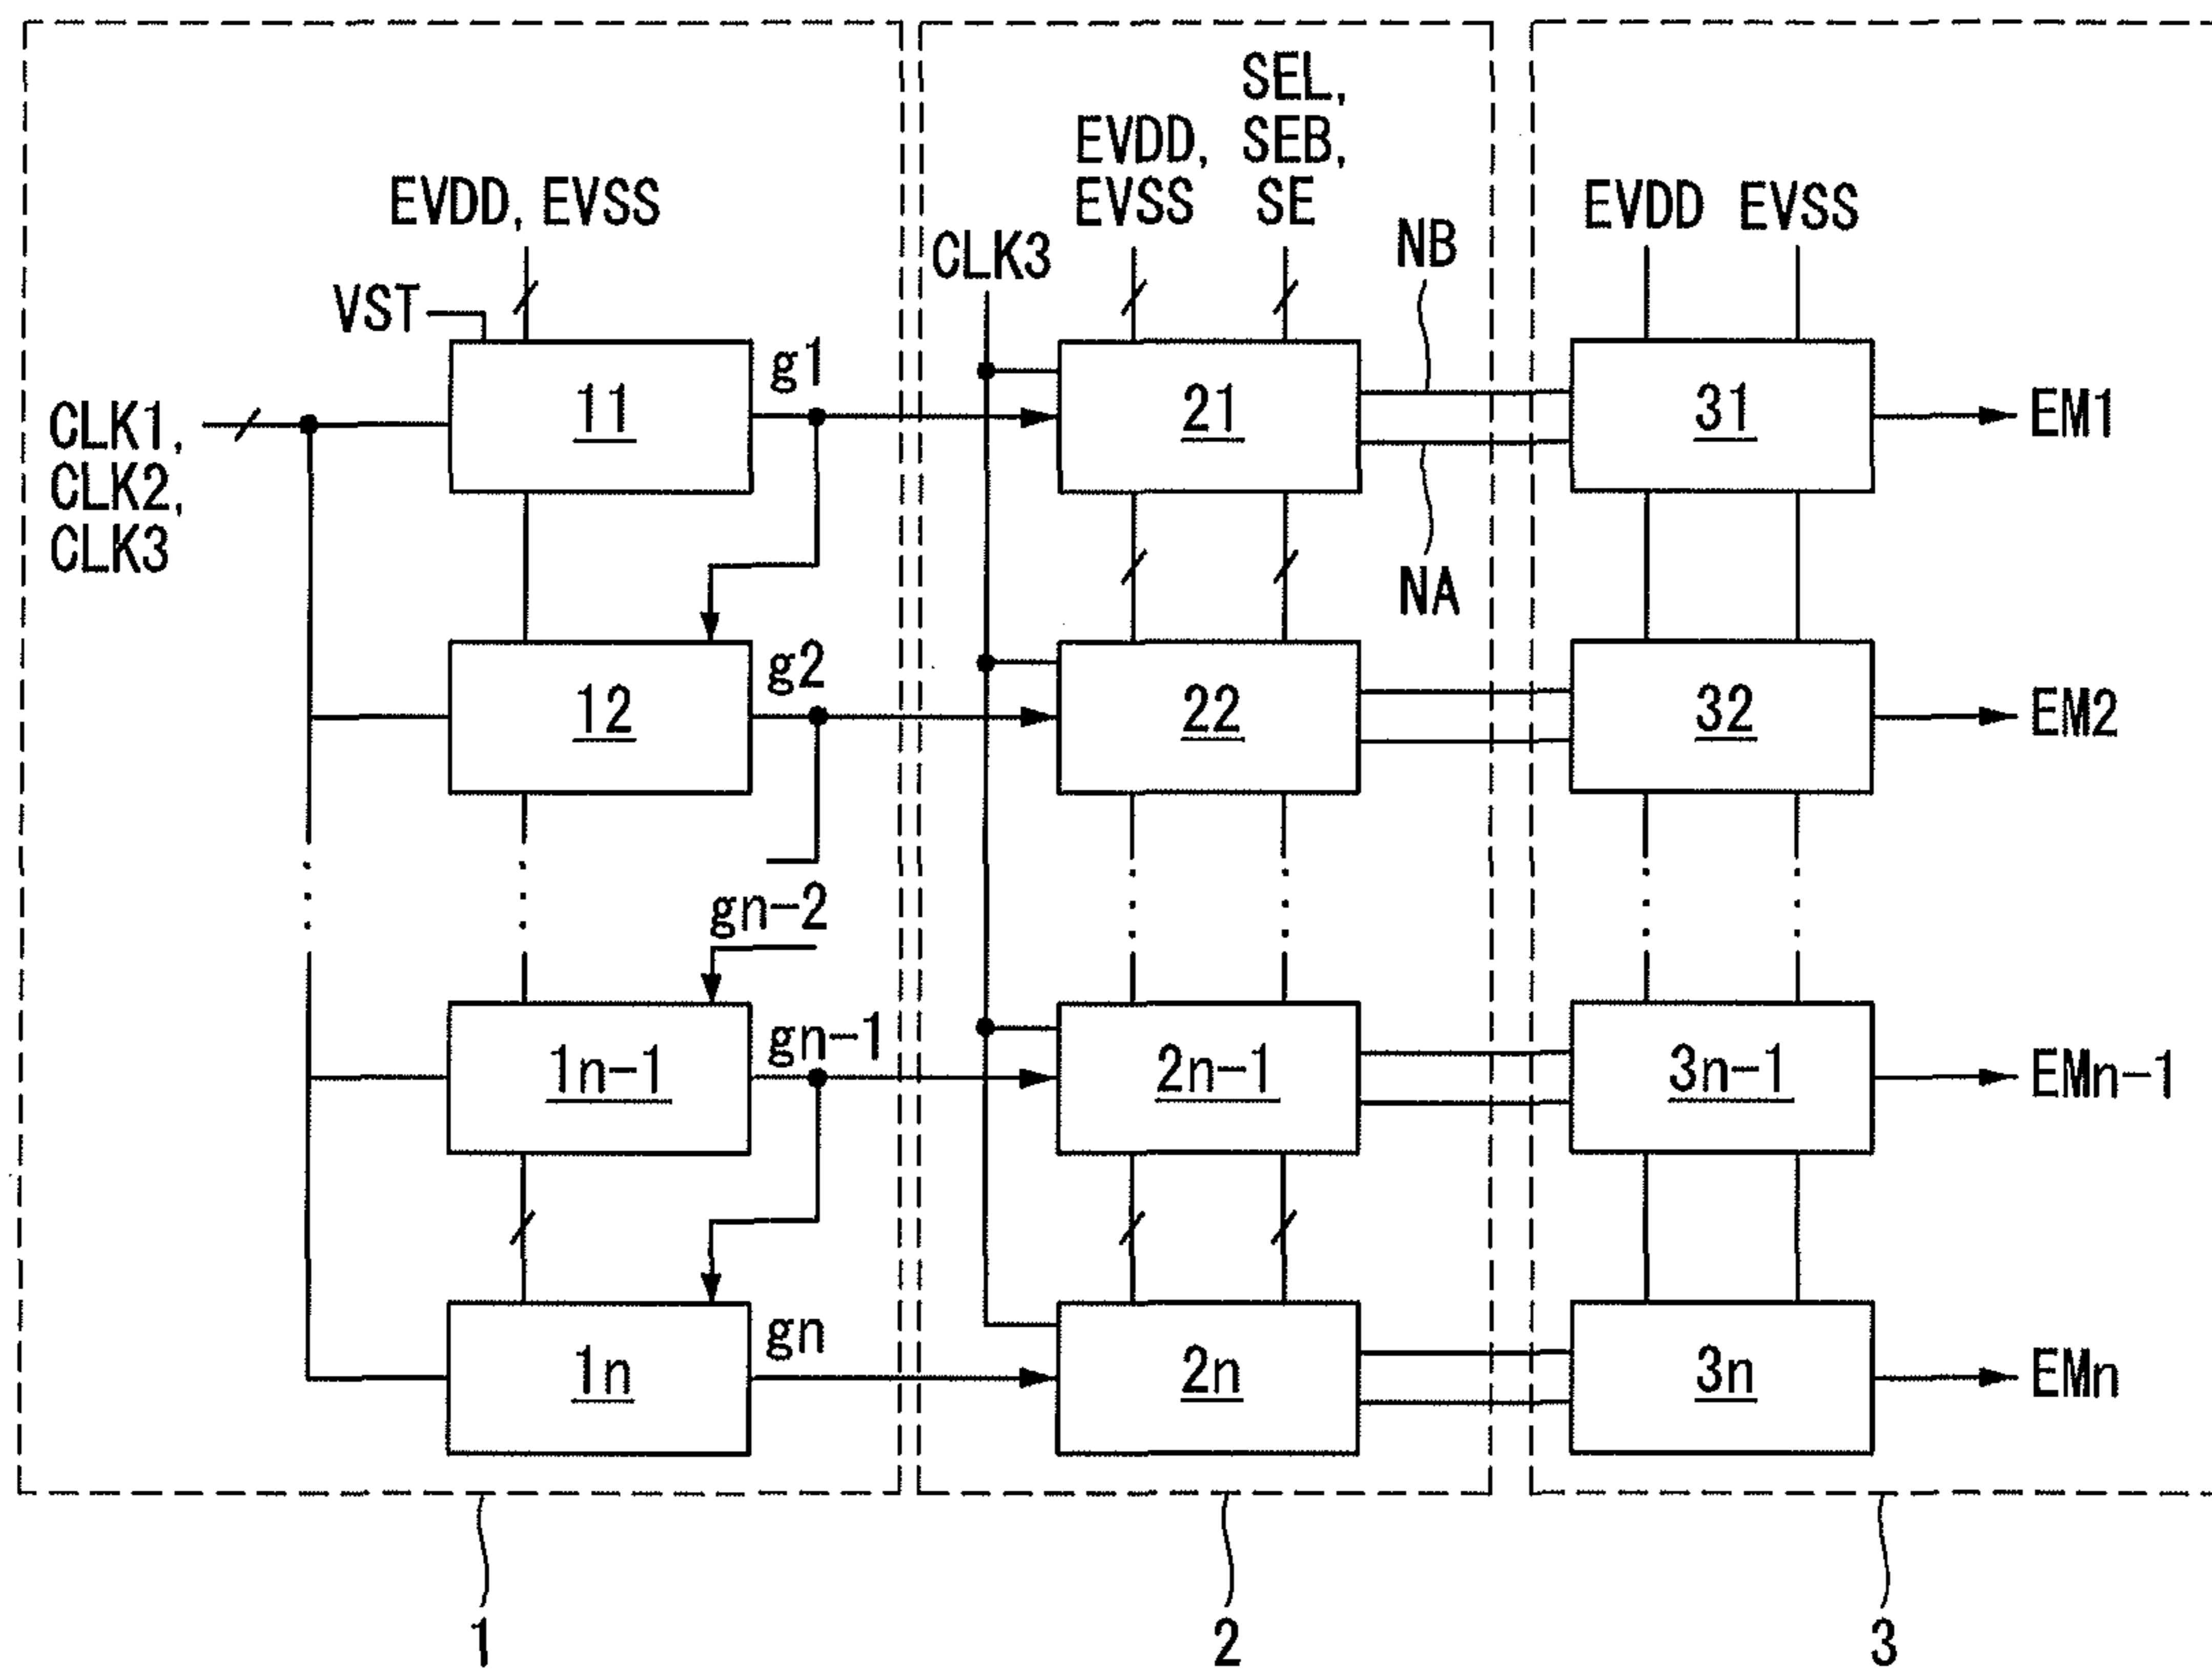 SEL,
EVDD, SEB,
EVDD, EVSS
EVSS SE
EVDD EVSS
CLK3
NB
VST
g1
CLK1,
CLK2,
CLK3
11
21
31
EM1
NA
g2
12
22
32
EM2
gn-2
gn-1
1n-1
2n-1
3n-1
EMn-1
gn
1n
2n
3n
EMn
1
2
3